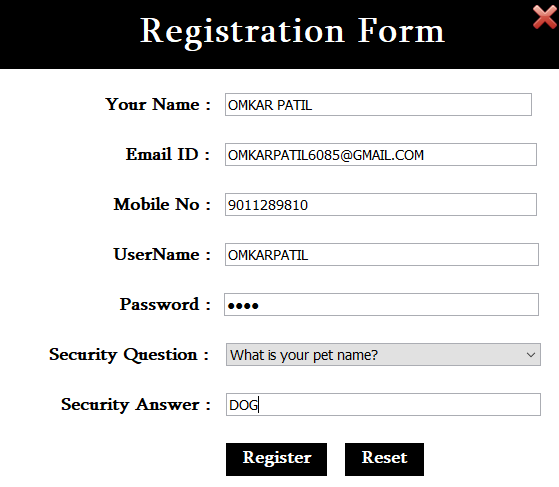 Registration Form
Your Name : OMKAR PATIL
Email ID : OMKARPATIL6085@GMAIL.COM
Mobile No : 9011289810
UserName : OMKARPATIL
Password : ●●●●
Security Question : What is your pet name?
Security Answer : DOG
Register Reset